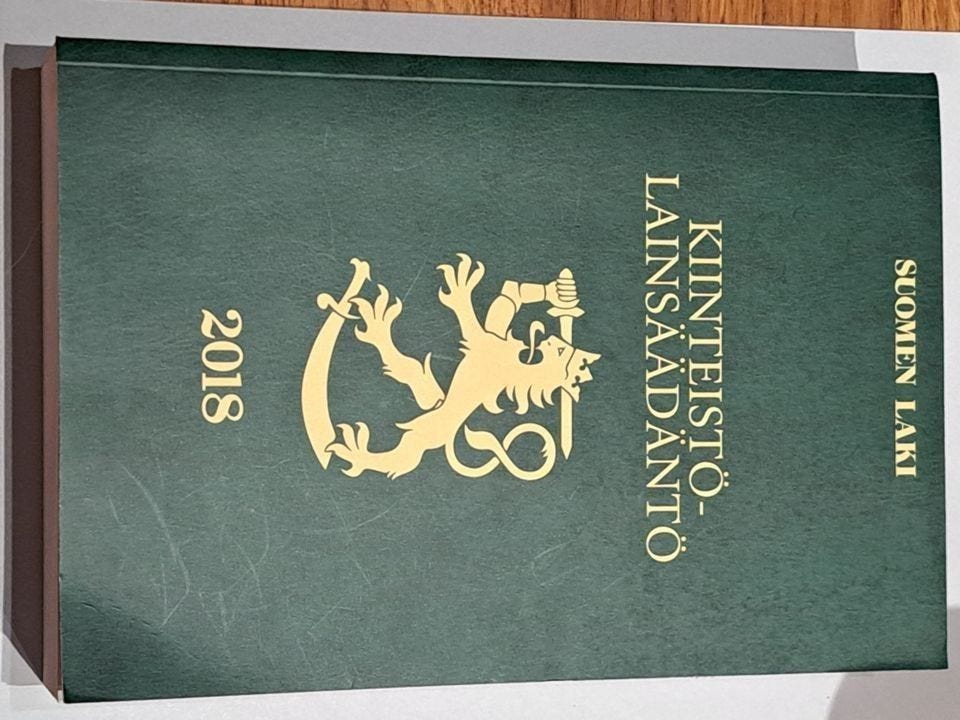 SUOMEN LAKI
KIINTEISTÖ-
LAINSÄÄDÄNTÖ
2018